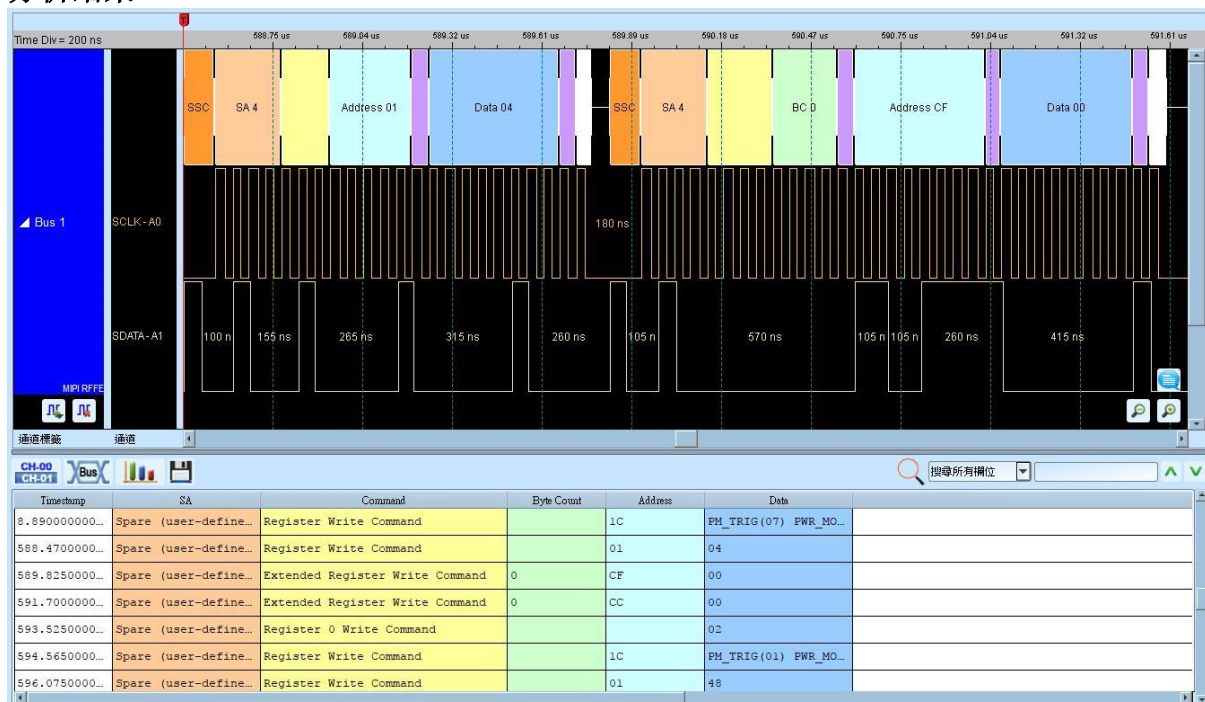 Time Div = 200 ns
588.75 us 589.04 us 589.32 us 589.61 us 589.89 us 590.18 us 590.47 us 590.75 us 591.04 us 591.32 us 591.61 us
SSC SA 4 Address 01 Data 04 SSC SA 4 BC 0 Address CF Data 00
Bus 1
SCLK - A0
180 ns
SDATA - A1
100 n 155 ns 265 ns 315 ns 260 ns 105 n 570 ns 105 n 105 n 260 ns 415 ns
MIPI RFFE
通道標籤 通道
CH-00
CH-01
Bus
搜尋所有欄位
Timestamp SA Command Byte Count Address Data
8.890000000... Spare (user-define... Register Write Command 1C PM_TRIG(07) PWR_MO...
588.4700000... Spare (user-define... Register Write Command 01 04
589.8250000... Spare (user-define... Extended Register Write Command 0 CF 00
591.7000000... Spare (user-define... Extended Register Write Command 0 CC 00
593.5250000... Spare (user-define... Register 0 Write Command 02
594.5650000... Spare (user-define... Register Write Command 1C PM_TRIG(01) PWR_MO...
596.0750000... Spare (user-define... Register Write Command 01 48